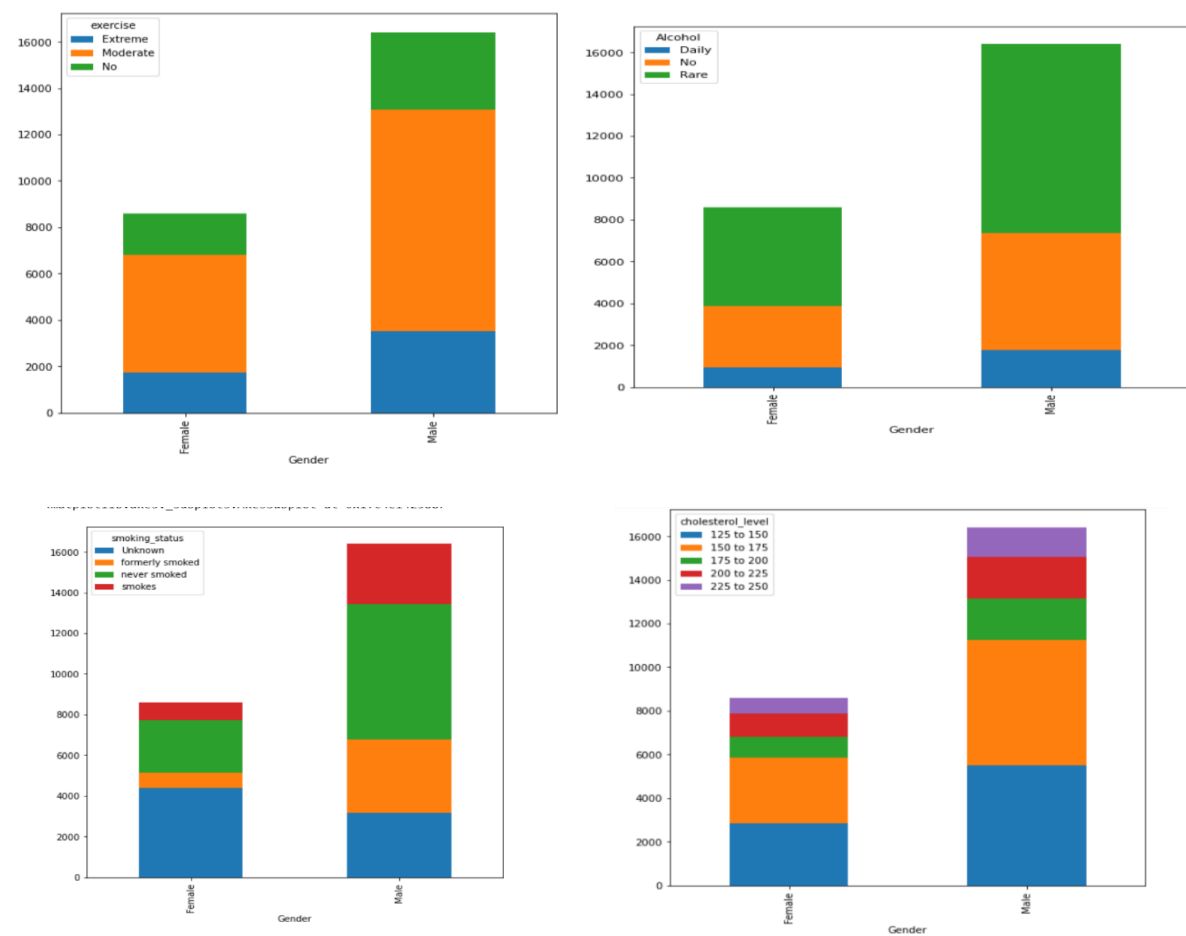 exercise
Extreme
Moderate
No
16000
14000
12000
10000
8000
6000
4000
2000
0
Female
Male
Gender
Alcohol
Daily
No
Rare
16000
14000
12000
10000
8000
6000
4000
2000
0
Female
Male
Gender
smoking_status
Unknown
formerly smoked
never smoked
smokes
16000
14000
12000
10000
8000
6000
4000
2000
0
Female
Male
Gender
cholesterol_level
125 to 150
150 to 175
175 to 200
200 to 225
225 to 250
16000
14000
12000
10000
8000
6000
4000
2000
0
Female
Male
Gender